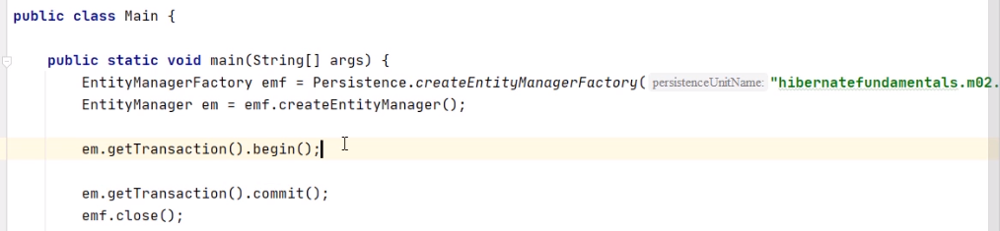 public class Main {
public static void main(String[] args) {
EntityManagerFactory emf = Persistence.createEntityManagerFactory( persistenceUnitName: "hibernatefundamentals.m02.
EntityManager em = emf.createEntityManager();
em.getTransaction().begin();
em.getTransaction().commit();
emf.close();